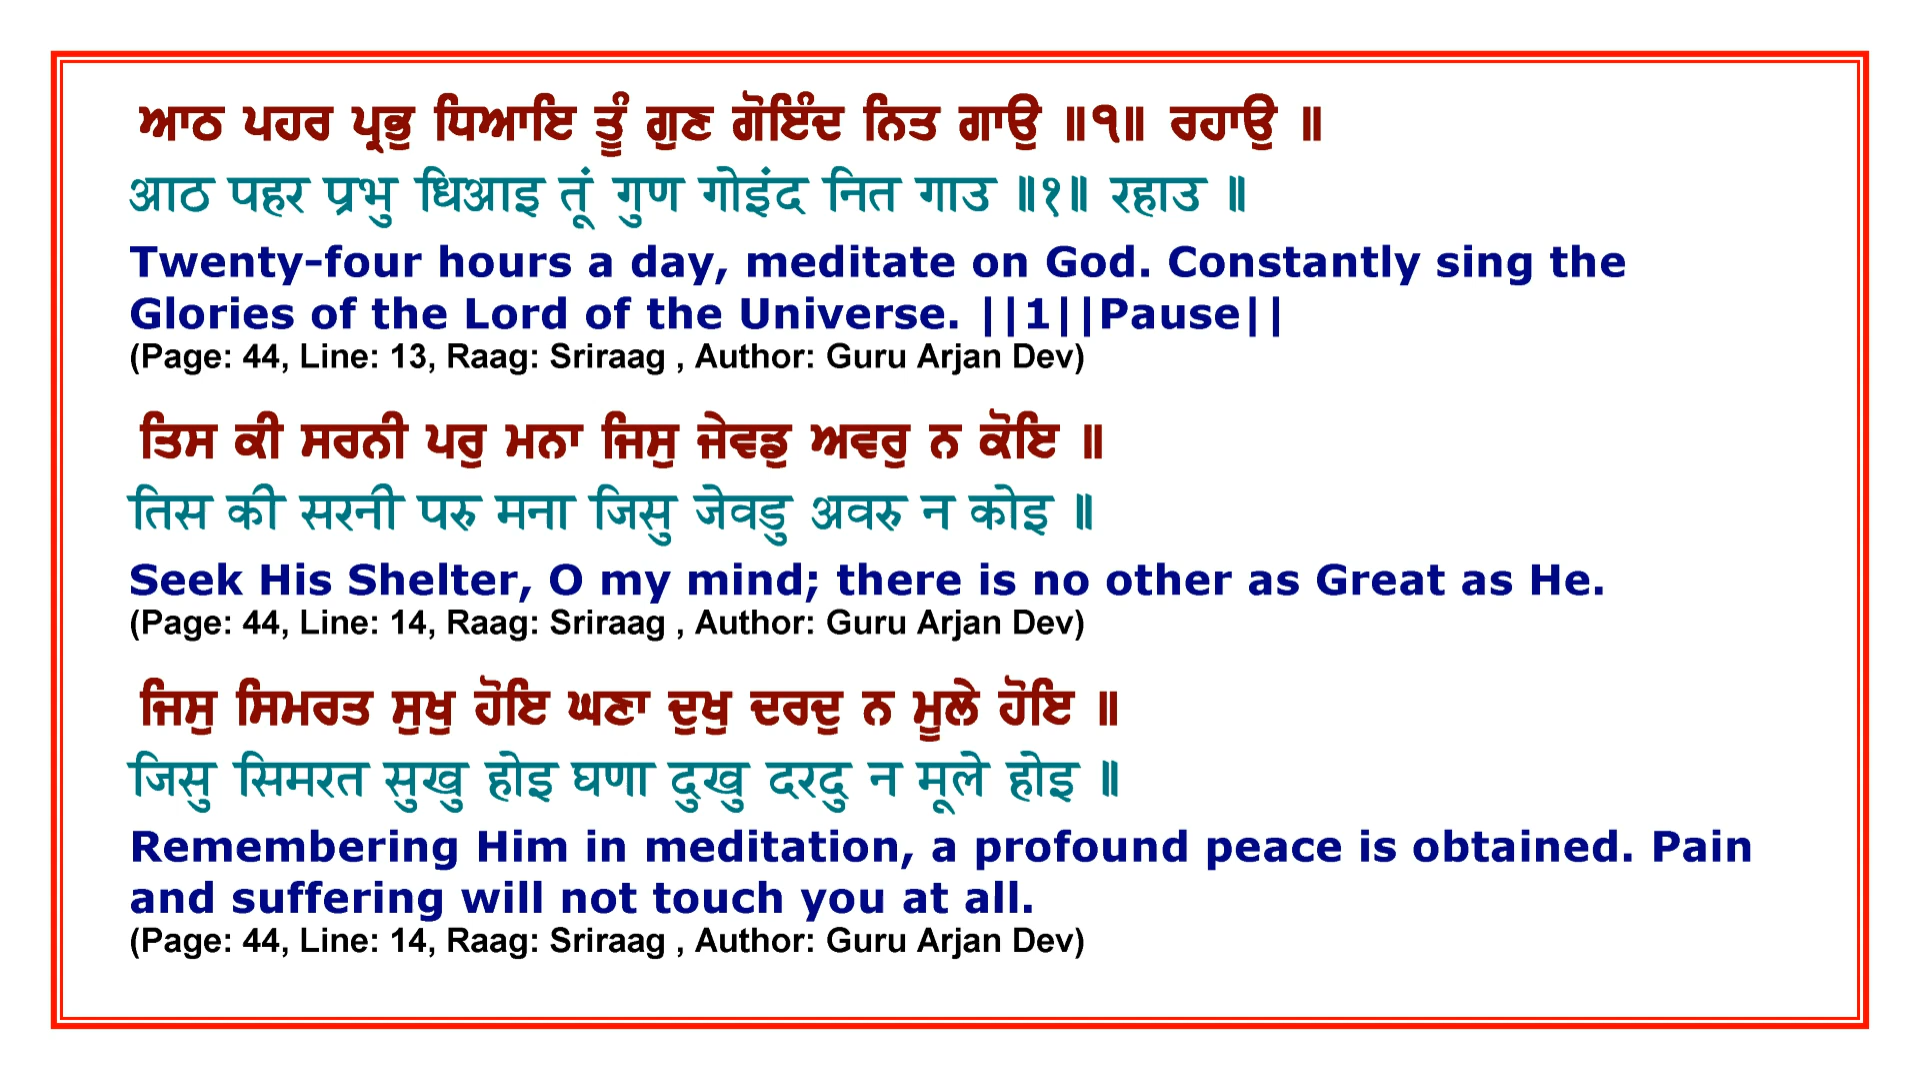 ਆਠ ਪਹਰ ਪ੍ਰਭੁ ਧਿਆਇ ਤੂੰ ਗੁਣ ਗੋਇੰਦ ਨਿਤ ਗਾਉ ॥੧॥ ਰਹਾਉ ॥
आठ पहर प्रभु धिआइ तूं गुण गोइंद नित गाउ ॥१॥ रहाउ ॥
Twenty-four hours a day, meditate on God. Constantly sing the
Glories of the Lord of the Universe. ||1||Pause||
(Page: 44, Line: 13, Raag: Sriraag , Author: Guru Arjan Dev)
ਤਿਸ ਕੀ ਸਰਨੀ ਪਰੁ ਮਨਾ ਜਿਸੁ ਜੇਵਡੁ ਅਵਰੁ ਨ ਕੋਇ ॥
तिस की सरनी परु मना जिसु जेवडु अवरु न कोइ ॥
Seek His Shelter, O my mind; there is no other as Great as He.
(Page: 44, Line: 14, Raag: Sriraag , Author: Guru Arjan Dev)
ਜਿਸੁ ਸਿਮਰਤ ਸੁਖੁ ਹੋਇ ਘਣਾ ਦੁਖੁ ਦਰਦੁ ਨ ਮੂਲੇ ਹੋਇ ॥
जिसु सिमरत सुखु होइ घणा दुखु दरदु न मूले होइ ॥
Remembering Him in meditation, a profound peace is obtained. Pain
and suffering will not touch you at all.
(Page: 44, Line: 14, Raag: Sriraag , Author: Guru Arjan Dev)